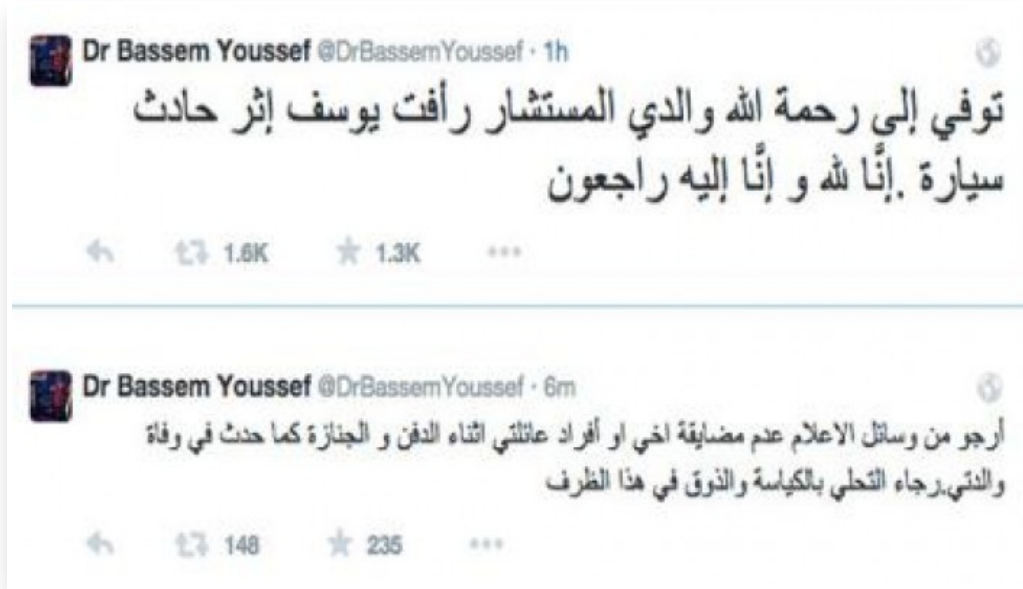 Dr Bassem Youssef @DrBassemYoussef · 1h
توفي إلى رحمة الله والدي المستشار رأفت يوسف إثر حادث
سيارة .إنَّا لله و إنَّا إليه راجعون
1.6K 1.3K
Dr Bassem Youssef @DrBassemYoussef · 6m
أرجو من وسائل الاعلام عدم مضايقة اخي او أفراد عائلتي اثناء الدفن و الجنازة كما حدث في وفاة
والدتي.رجاء التحلي بالكياسة والذوق في هذا الظرف
148 235